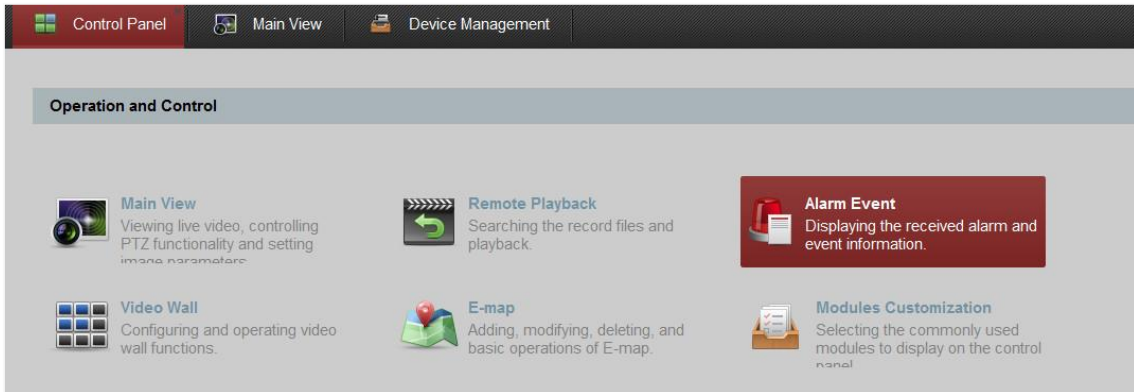 Control Panel
Main View
Device Management
Operation and Control
Main View
Viewing live video, controlling
PTZ functionality and setting
image parameters.
Remote Playback
Searching the record files and
playback.
Alarm Event
Displaying the received alarm and
event information.
Video Wall
Configuring and operating video
wall functions.
E-map
Adding, modifying, deleting, and
basic operations of E-map.
Modules Customization
Selecting the commonly used
modules to display on the control
panel